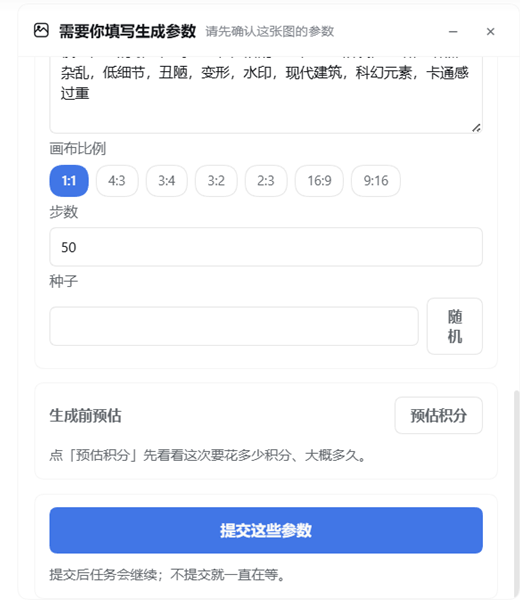 需要你填写生成参数 请先确认这张图的参数
杂乱，低细节，丑陋，变形，水印，现代建筑，科幻元素，卡通感
过重
画布比例
1:1 4:3 3:4 3:2 2:3 16:9 9:16
步数
50
种子
随
机
生成前预估 预估积分
点「预估积分」先看看这次要花多少积分、大概多久。
提交这些参数
提交后任务会继续；不提交就一直在等。